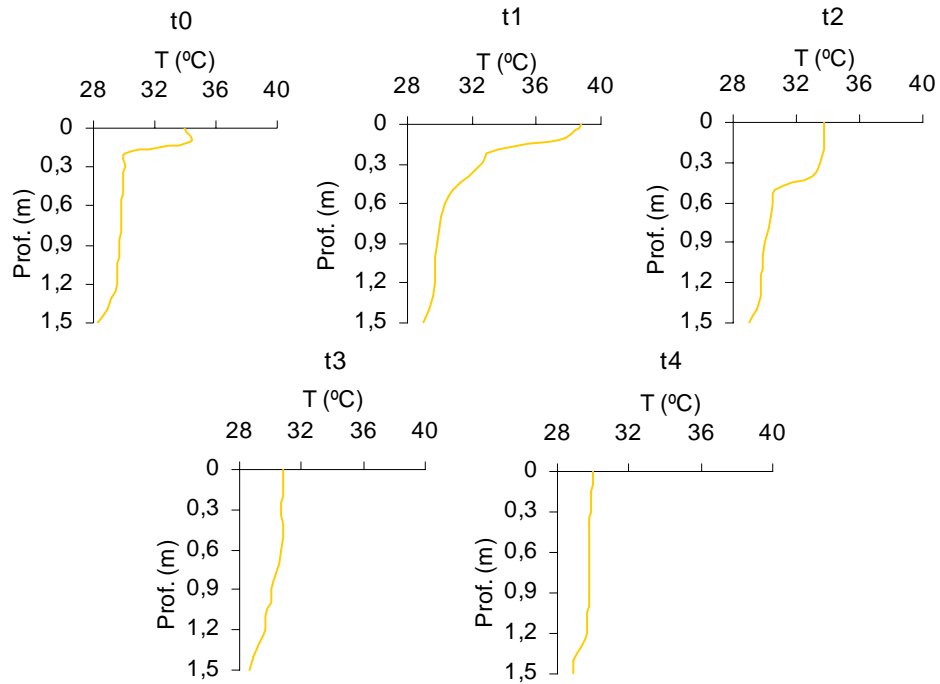 t0
T (ºC)
28 32 36 40
0
0,3
0,6
0,9
1,2
1,5
Prof. (m)
t1
T (ºC)
28 32 36 40
0
0,3
0,6
0,9
1,2
1,5
Prof. (m)
t2
T (ºC)
28 32 36 40
0
0,3
0,6
0,9
1,2
1,5
Prof. (m)
t3
T (ºC)
28 32 36 40
0
0,3
0,6
0,9
1,2
1,5
Prof. (m)
t4
T (ºC)
28 32 36 40
0
0,3
0,6
0,9
1,2
1,5
Prof. (m)